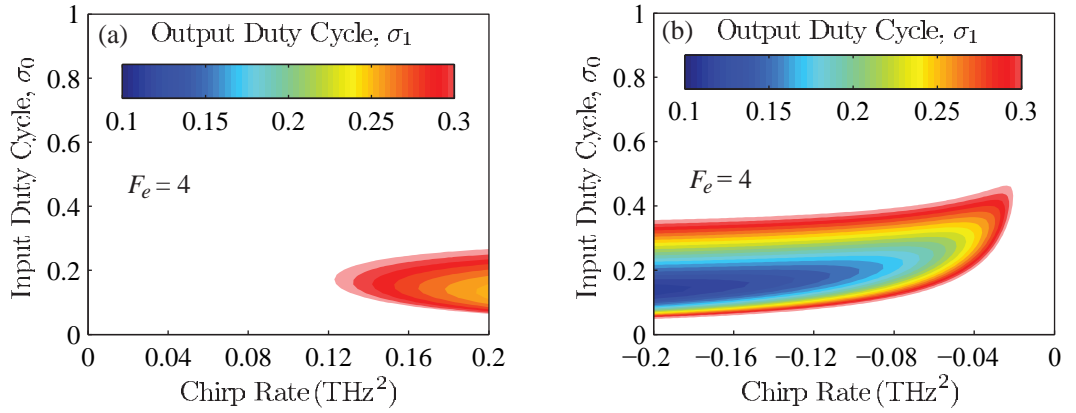 (a) Output Duty Cycle, σ1
0.1 0.15 0.2 0.25 0.3
Fe = 4
Input Duty Cycle, σ0
1
0.8
0.6
0.4
0.2
0
0 0.04 0.08 0.12 0.16 0.2
Chirp Rate (THz²)
(b) Output Duty Cycle, σ1
0.1 0.15 0.2 0.25 0.3
Fe = 4
Input Duty Cycle, σ0
1
0.8
0.6
0.4
0.2
0
−0.2 −0.16 −0.12 −0.08 −0.04 0
Chirp Rate (THz²)